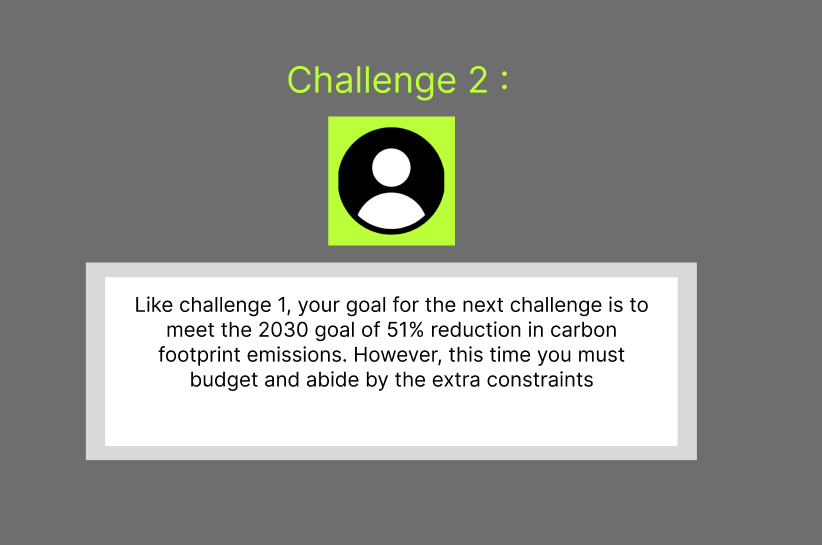 Challenge 2 :
Like challenge 1, your goal for the next challenge is to
meet the 2030 goal of 51% reduction in carbon
footprint emissions. However, this time you must
budget and abide by the extra constraints